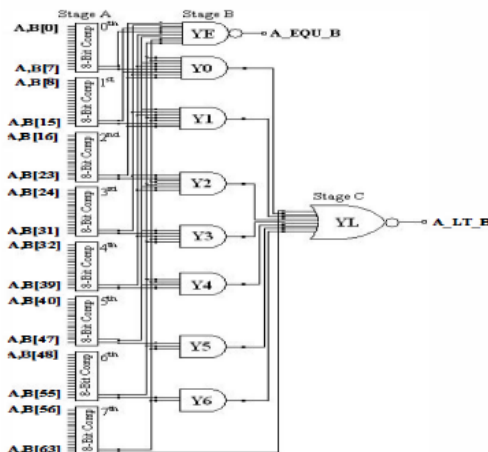 Stage A
Stage B
A,B[0]
8-Bit Comp
0th
YE
A_EQU_B
A,B[7]
Y0
A,B[8]
8-Bit Comp
1st
A,B[15]
Y1
A,B[16]
8-Bit Comp
2nd
A,B[23]
Y2
A,B[24]
8-Bit Comp
3rd
Stage C
YL
A_LT_B
A,B[31]
Y3
A,B[32]
8-Bit Comp
4th
A,B[39]
Y4
A,B[40]
8-Bit Comp
5th
A,B[47]
Y5
A,B[48]
8-Bit Comp
6th
A,B[55]
Y6
A,B[56]
8-Bit Comp
7th
A,B[63]